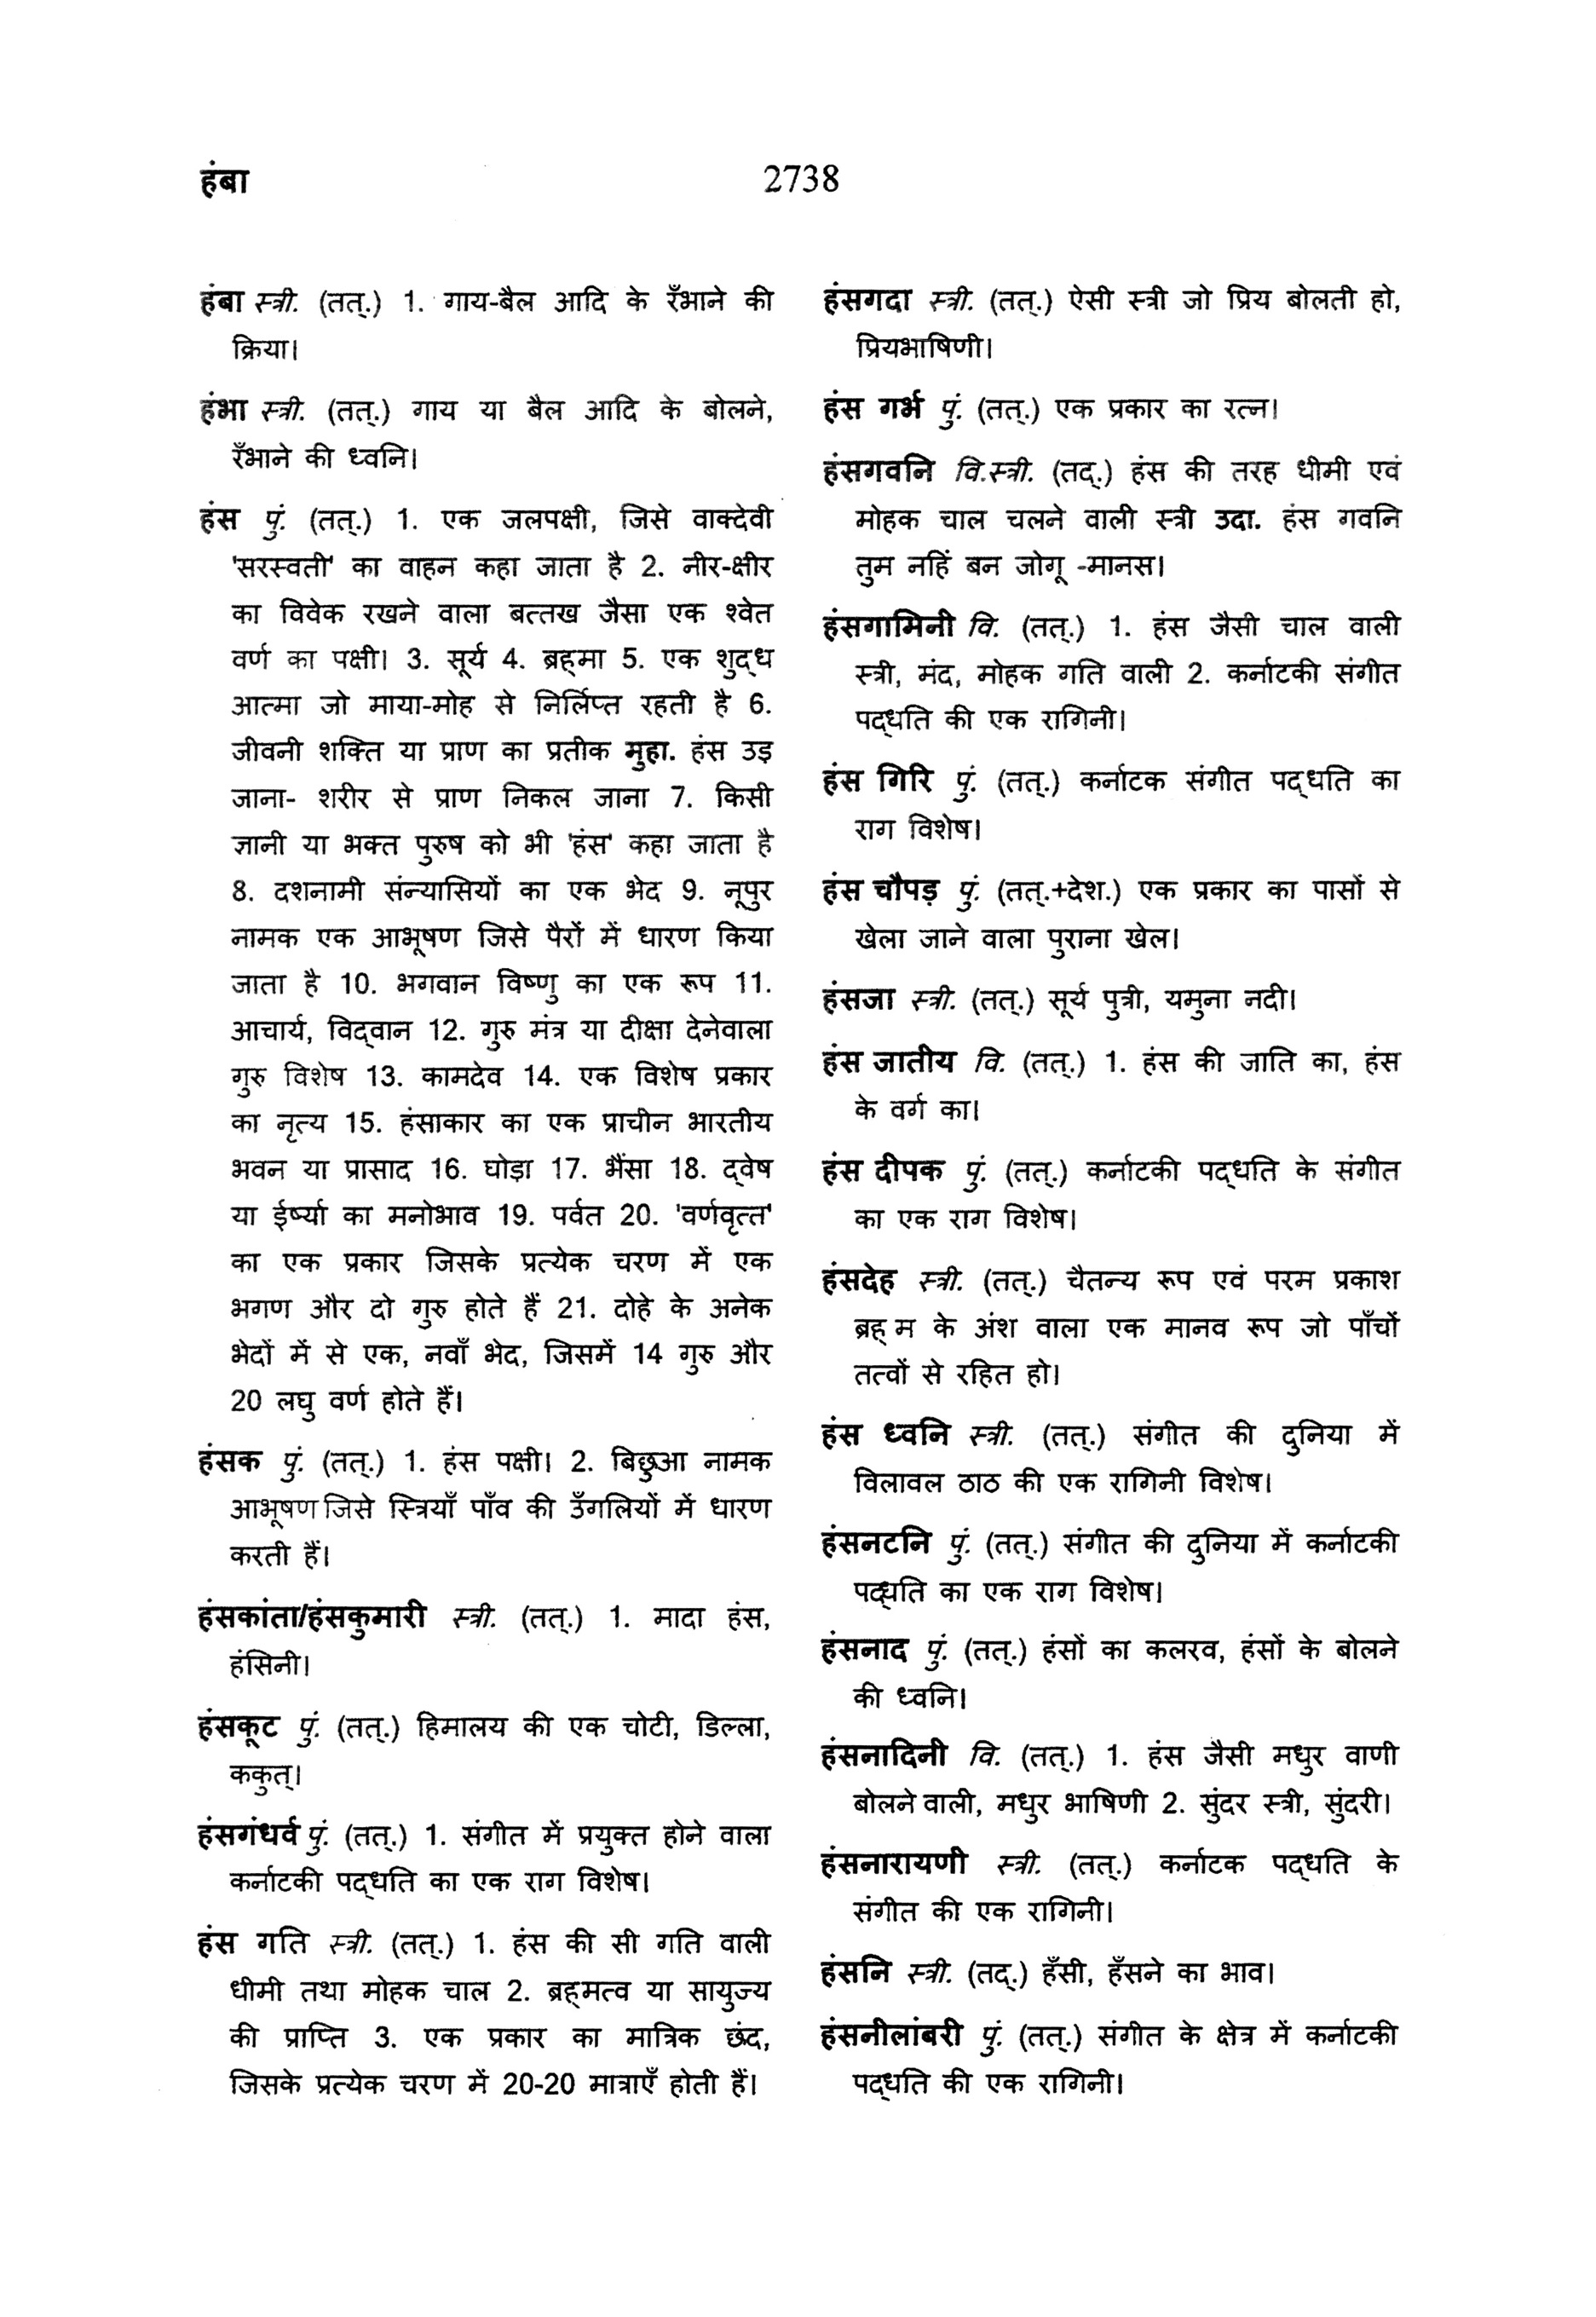 हंबा
2738
हंबा स्त्री. (तत्.) 1. गाय-बैल आदि के रँभाने की
क्रिया।
हंभा स्त्री. (तत्.) गाय या बैल आदि के बोलने,
रँभाने की ध्वनि।
हंस पुं. (तत्.) 1. एक जलपक्षी, जिसे वाक्देवी
'सरस्वती' का वाहन कहा जाता है 2. नीर-क्षीर
का विवेक रखने वाला बत्तख जैसा एक श्वेत
वर्ण का पक्षी। 3. सूर्य 4. ब्रह्मा 5. एक शुद्ध
आत्मा जो माया-मोह से निर्लिप्त रहती है 6.
जीवनी शक्ति या प्राण का प्रतीक मुहा. हंस उड़
जाना- शरीर से प्राण निकल जाना 7. किसी
ज्ञानी या भक्त पुरुष को भी 'हंस' कहा जाता है
8. दशनामी संन्यासियों का एक भेद 9. नूपुर
नामक एक आभूषण जिसे पैरों में धारण किया
जाता है 10. भगवान विष्णु का एक रूप 11.
आचार्य, विद्वान 12. गुरु मंत्र या दीक्षा देनेवाला
गुरु विशेष 13. कामदेव 14. एक विशेष प्रकार
का नृत्य 15. हंसाकार का एक प्राचीन भारतीय
भवन या प्रासाद 16. घोड़ा 17. भैंसा 18. द्वेष
या ईर्ष्या का मनोभाव 19. पर्वत 20. 'वर्णवृत्त'
का एक प्रकार जिसके प्रत्येक चरण में एक
भगण और दो गुरु होते हैं 21. दोहे के अनेक
भेदों में से एक, नवाँ भेद, जिसमें 14 गुरु और
20 लघु वर्ण होते हैं।
हंसक पुं. (तत्.) 1. हंस पक्षी। 2. बिछुआ नामक
आभूषण जिसे स्त्रियाँ पाँव की उँगलियों में धारण
करती हैं।
हंसकांता/हंसकुमारी स्त्री. (तत्.) 1. मादा हंस,
हंसिनी।
हंसकूट पुं. (तत्.) हिमालय की एक चोटी, डिल्ला,
ककुत्।
हंसगंधर्व पुं. (तत्.) 1. संगीत में प्रयुक्त होने वाला
कर्नाटकी पद्धति का एक राग विशेष।
हंस गति स्त्री. (तत्.) 1. हंस की सी गति वाली
धीमी तथा मोहक चाल 2. ब्रह्मत्व या सायुज्य
की प्राप्ति 3. एक प्रकार का मात्रिक छंद,
जिसके प्रत्येक चरण में 20-20 मात्राएँ होती हैं।
हंसगदा स्त्री. (तत्.) ऐसी स्त्री जो प्रिय बोलती हो,
प्रियभाषिणी।
हंस गर्भ पुं. (तत्.) एक प्रकार का रत्न।
हंसगवनि वि.स्त्री. (तद्.) हंस की तरह धीमी एवं
मोहक चाल चलने वाली स्त्री उदा. हंस गवनि
तुम नहिं बन जोगू -मानस।
हंसगामिनी वि. (तत्.) 1. हंस जैसी चाल वाली
स्त्री, मंद, मोहक गति वाली 2. कर्नाटकी संगीत
पद्धति की एक रागिनी।
हंस गिरि पुं. (तत्.) कर्नाटक संगीत पद्धति का
राग विशेष।
हंस चौपड़ पुं. (तत्.+देश.) एक प्रकार का पासों से
खेला जाने वाला पुराना खेल।
हंसजा स्त्री. (तत्.) सूर्य पुत्री, यमुना नदी।
हंस जातीय वि. (तत्.) 1. हंस की जाति का, हंस
के वर्ग का।
हंस दीपक पुं. (तत्.) कर्नाटकी पद्धति के संगीत
का एक राग विशेष।
हंसदेह स्त्री. (तत्.) चैतन्य रूप एवं परम प्रकाश
ब्रह्म के अंश वाला एक मानव रूप जो पाँचों
तत्वों से रहित हो।
हंस ध्वनि स्त्री. (तत्.) संगीत की दुनिया में
विलावल ठाठ की एक रागिनी विशेष।
हंसनटनि पुं. (तत्.) संगीत की दुनिया में कर्नाटकी
पद्धति का एक राग विशेष।
हंसनाद पुं. (तत्.) हंसों का कलरव, हंसों के बोलने
की ध्वनि।
हंसनादिनी वि. (तत्.) 1. हंस जैसी मधुर वाणी
बोलने वाली, मधुर भाषिणी 2. सुंदर स्त्री, सुंदरी।
हंसनारायणी स्त्री. (तत्.) कर्नाटक पद्धति के
संगीत की एक रागिनी।
हंसनि स्त्री. (तद्.) हँसी, हँसने का भाव।
हंसनीलांबरी पुं. (तत्.) संगीत के क्षेत्र में कर्नाटकी
पद्धति की एक रागिनी।